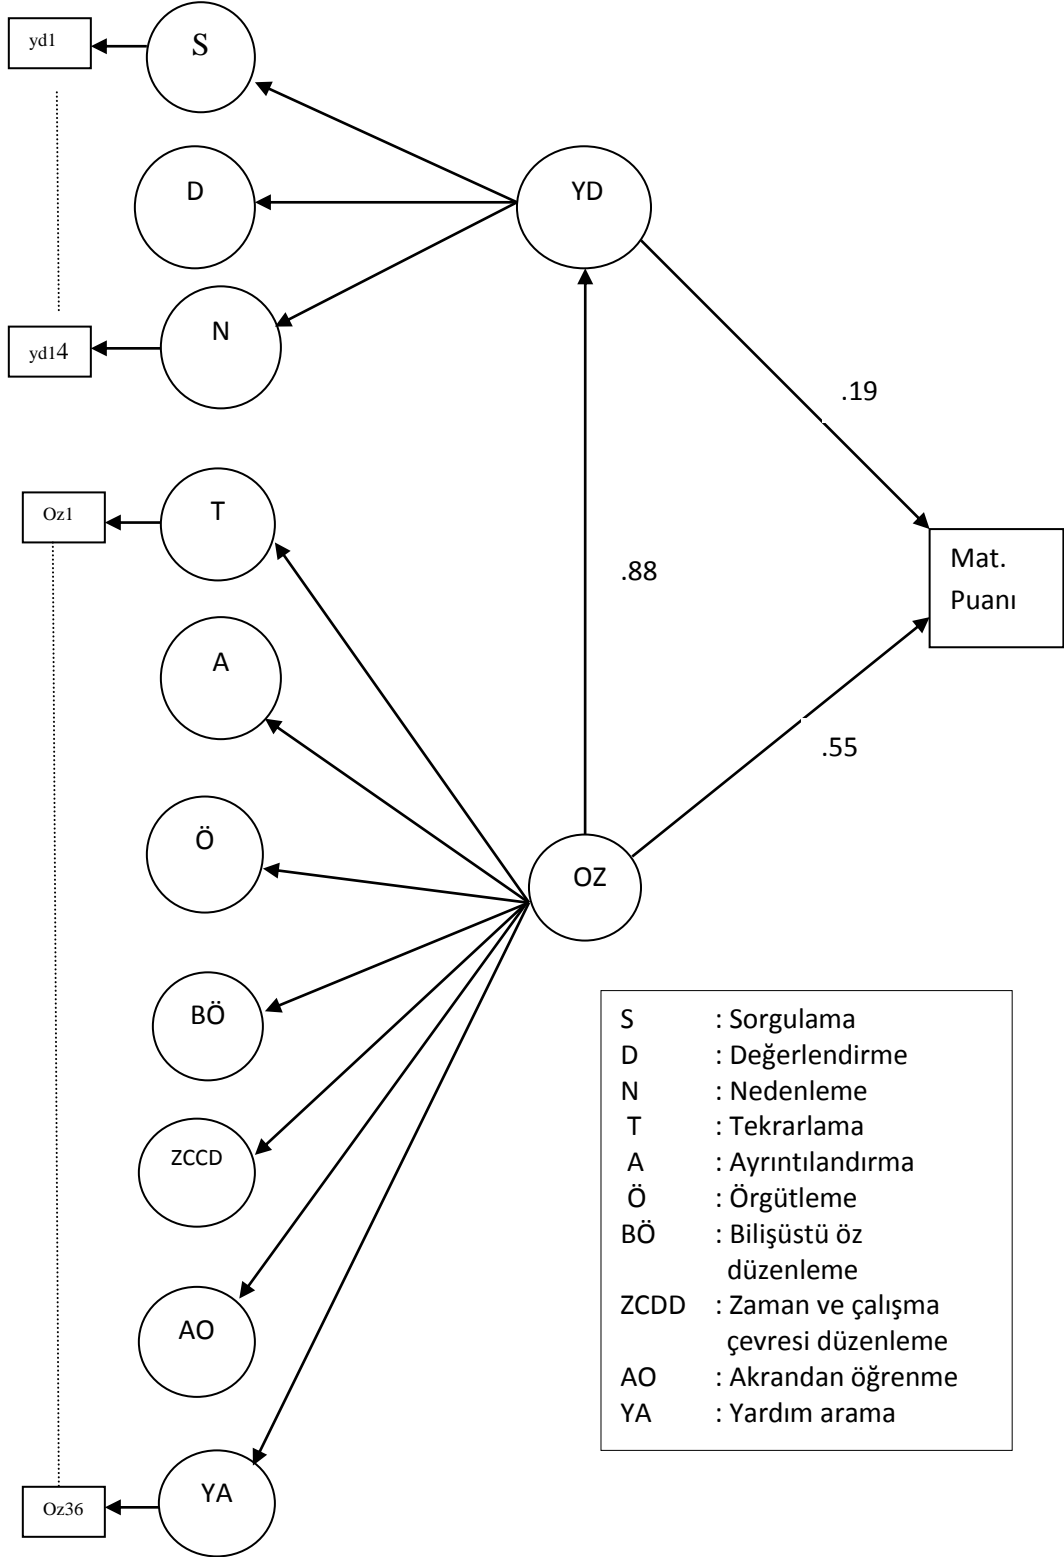 yd1
S
D
YD
N
yd14
.19
Oz1
T
.88
Mat.
Puanı
A
.55
Ö
OZ
BÖ
ZCCD
AO
YA
Oz36
S : Sorgulama
D : Değerlendirme
N : Nedenleme
T : Tekrarlama
A : Ayrıntılandırma
Ö : Örgütleme
BÖ : Bilişüstü öz
düzenleme
ZCDD : Zaman ve çalışma
çevresi düzenleme
AO : Akrandan öğrenme
YA : Yardım arama